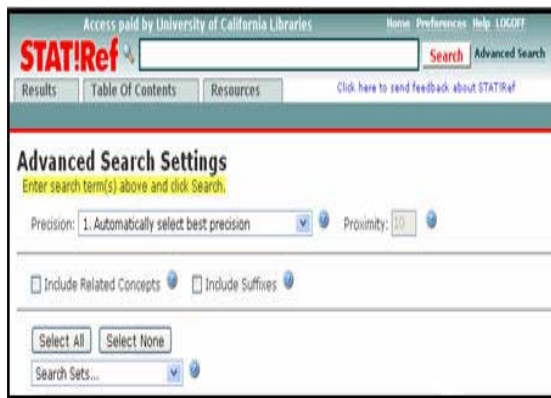 Access paid by University of California Libraries Home Preferences Help LOGOFF
STAT!Ref Search Advanced Search
Results Table Of Contents Resources Click here to send feedback about STAT!Ref
Advanced Search Settings
Enter search term(s) above and click Search.
Precision: 1. Automatically select best precision ? Proximity: 10 ?
Include Related Concepts ? Include Suffixes ?
Select All Select None
Search Sets... ?